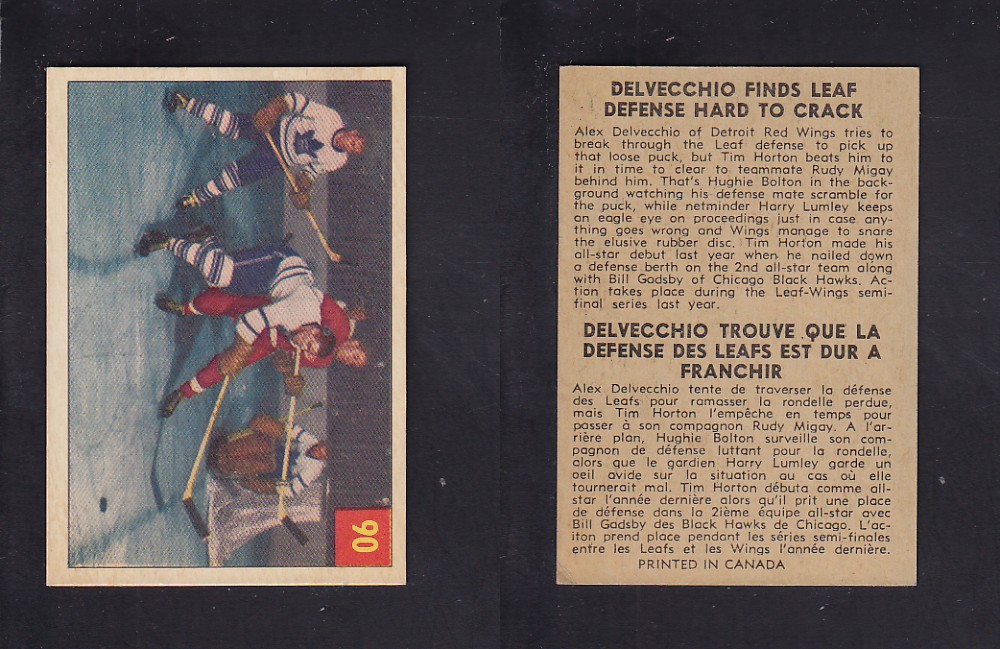 90
DELVECCHIO FINDS LEAF
DEFENSE HARD TO CRACK
Alex Delvecchio of Detroit Red Wings tries to
break through the Leaf defense to pick up
that loose puck, but Tim Horton beats him to
it in time to clear to teammate Rudy Migay
behind him. That's Hughie Bolton in the back-
ground watching his defense mate scramble for
the puck, while netminder Harry Lumley keeps
an eagle eye on proceedings just in case any-
thing goes wrong and Wings manage to snare
the elusive rubber disc. Tim Horton made his
all-star debut last year when he nailed down
a defense berth on the 2nd all-star team along
with Bill Gadsby of Chicago Black Hawks. Ac-
tion takes place during the Leaf-Wings semi-
final series last year.
DELVECCHIO TROUVE QUE LA
DEFENSE DES LEAFS EST DUR A
FRANCHIR
Alex Delvecchio tente de traverser la défense
des Leafs pour ramasser la rondelle perdue,
mais Tim Horton l'empêche en temps pour
passer à son compagnon Rudy Migay. A l'ar-
rière plan, Hughie Bolton surveille son com-
pagnon de défense luttant pour la rondelle,
alors que le gardien Harry Lumley garde un
oeil avide sur la situation au cas où elle
tournerait mal. Tim Horton débuta comme all-
star l'année dernière alors qu'il prit une place
de défense dans la 2ième équipe all-star avec
Bill Gadsby des Black Hawks de Chicago. L'ac-
iton prend place pendant les séries semi-finales
entre les Leafs et les Wings l'année dernière.
PRINTED IN CANADA